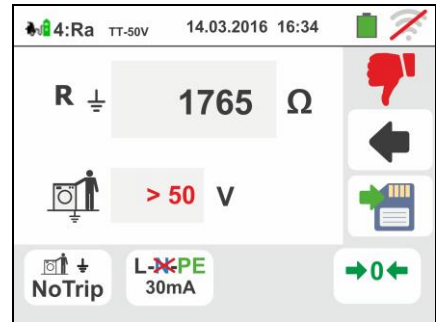 4:Ra TT-50V 14.03.2016 16:34
R 1765 Ω
> 50 V
NoTrip
L-N-PE
30mA
→0←